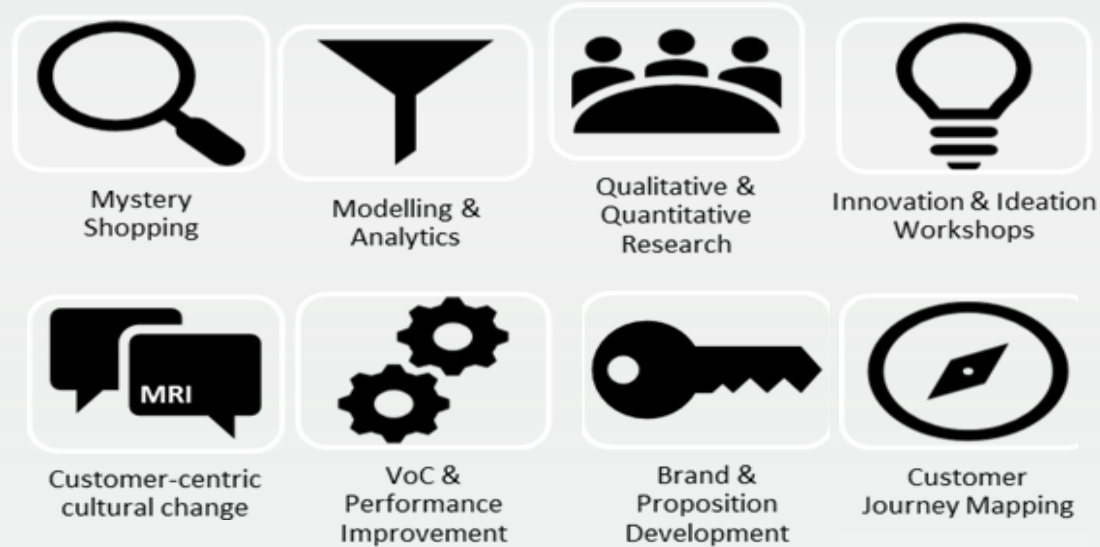 Mystery
Shopping
Modelling &
Analytics
Qualitative &
Quantitative
Research
Innovation & Ideation
Workshops
MRI
Customer-centric
cultural change
VoC &
Performance
Improvement
Brand &
Proposition
Development
Customer
Journey Mapping